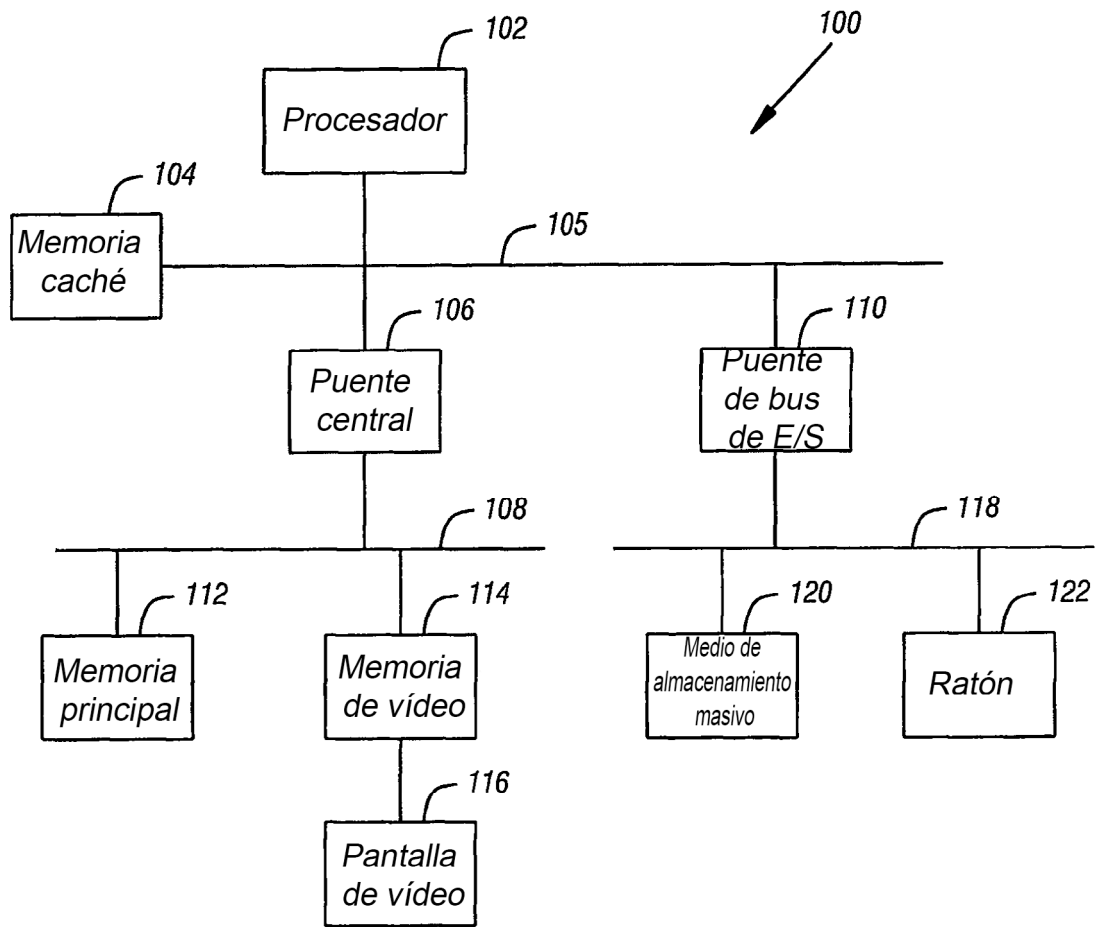 102
100
Procesador
104
Memoria
caché
105
106
110
Puente
central
Puente
de bus
de E/S
108
118
112
114
120
122
Memoria
principal
Memoria
de vídeo
Medio de
almacenamiento
masivo
Ratón
116
Pantalla
de vídeo